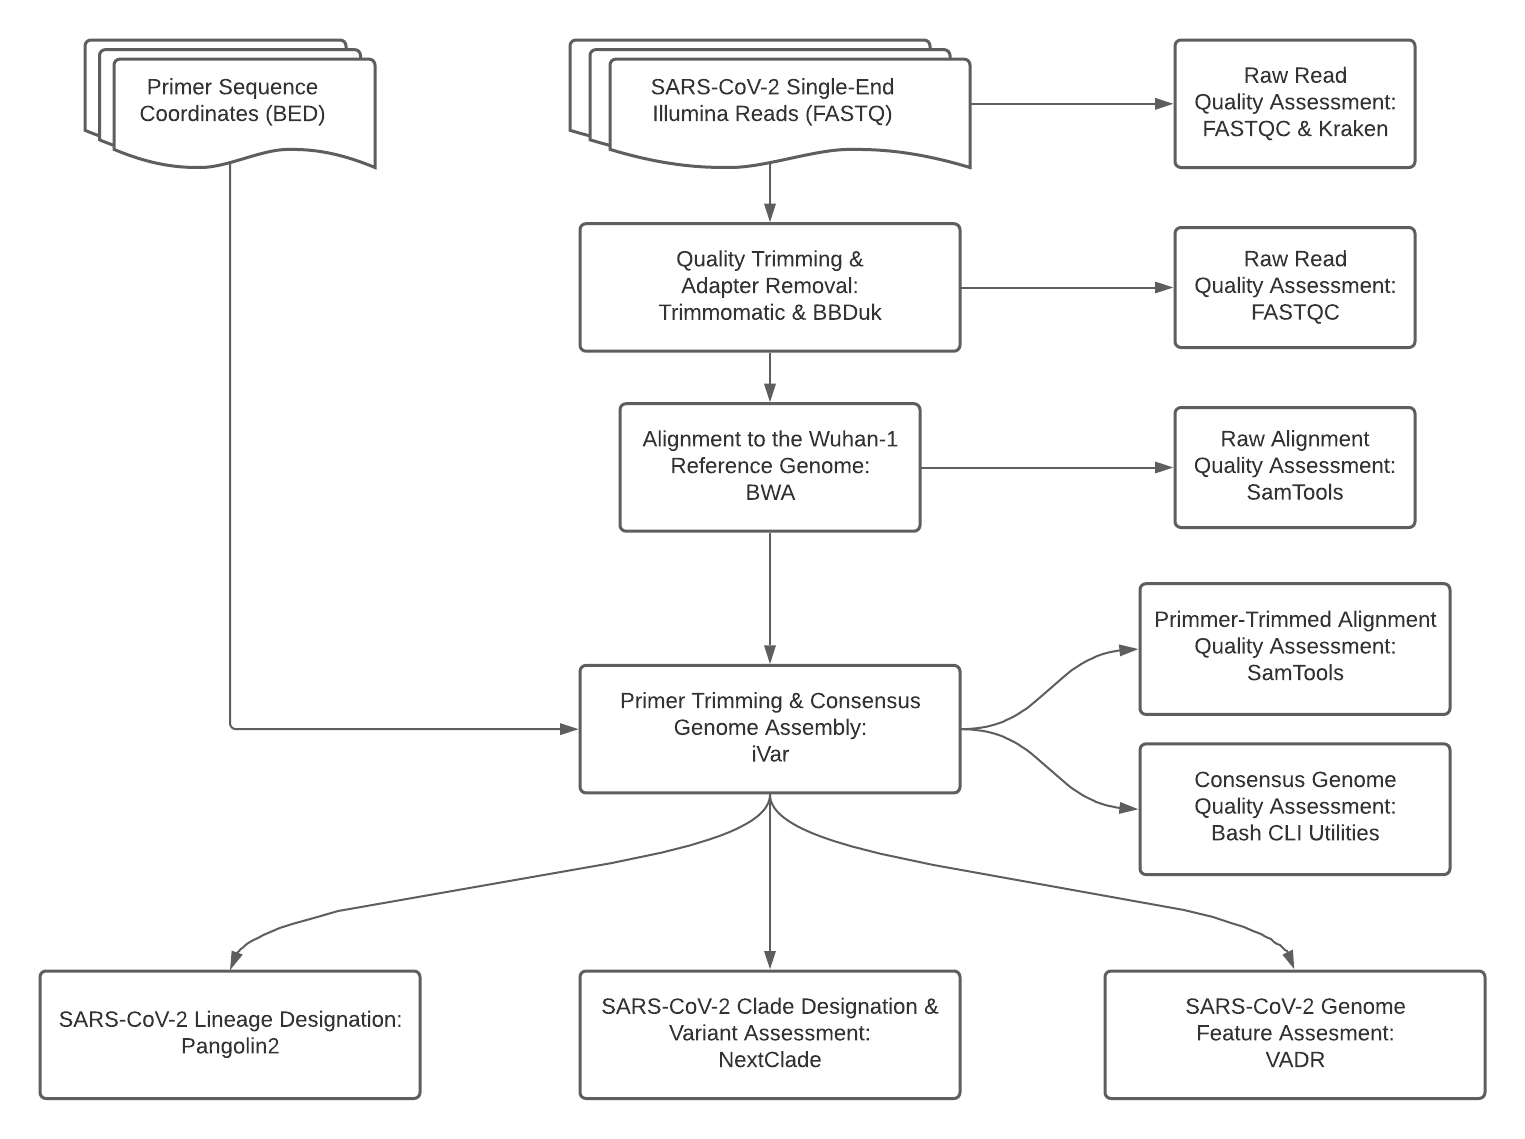 Primer Sequence
Coordinates (BED)
SARS-CoV-2 Single-End
Illumina Reads (FASTQ)
Raw Read
Quality Assessment:
FASTQC & Kraken
Quality Trimming &
Adapter Removal:
Trimmomatic & BBDuk
Raw Read
Quality Assessment:
FASTQC
Alignment to the Wuhan-1
Reference Genome:
BWA
Raw Alignment
Quality Assessment:
SamTools
Primmer-Trimmed Alignment
Quality Assessment:
SamTools
Primer Trimming & Consensus
Genome Assembly:
iVar
Consensus Genome
Quality Assessment:
Bash CLI Utilities
SARS-CoV-2 Lineage Designation:
Pangolin2
SARS-CoV-2 Clade Designation &
Variant Assessment:
NextClade
SARS-CoV-2 Genome
Feature Assesment:
VADR